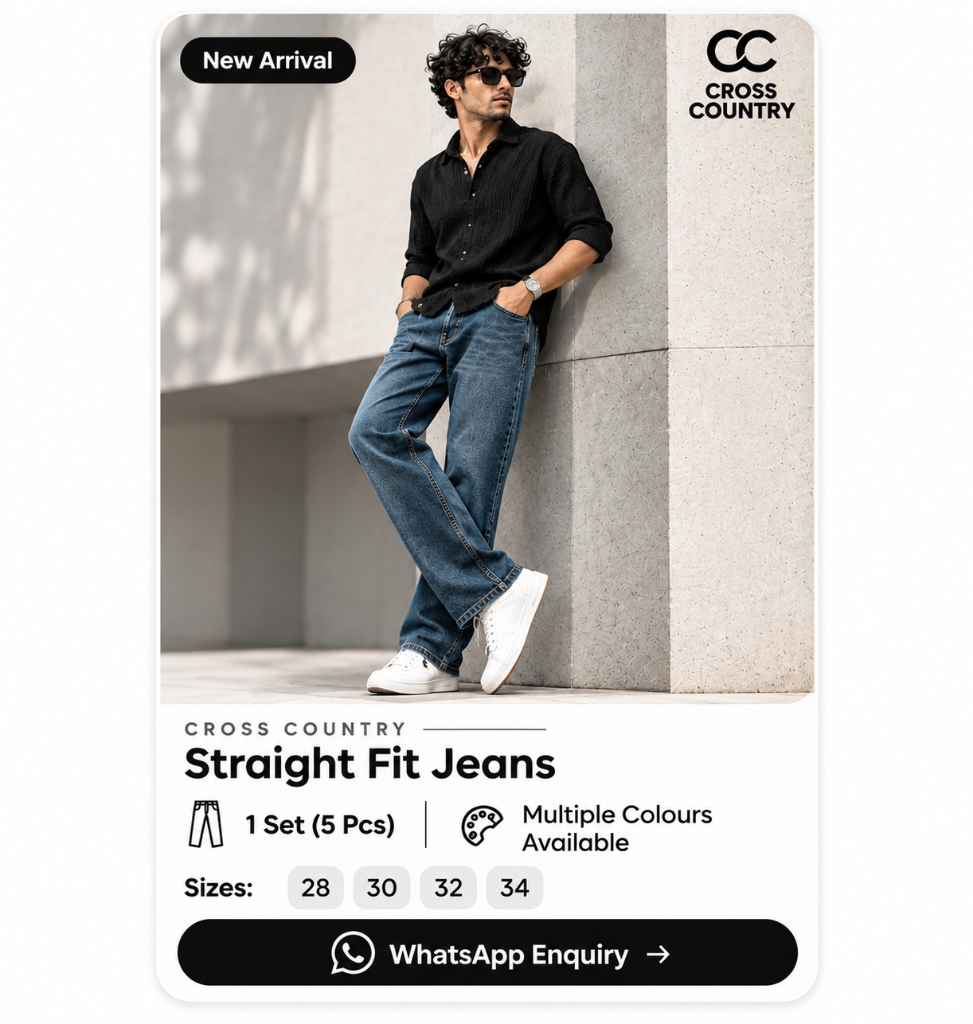 New Arrival
CC
CROSS
COUNTRY
CROSS COUNTRY
Straight Fit Jeans
1 Set (5 Pcs)
Multiple Colours
Available
Sizes: 28 30 32 34
WhatsApp Enquiry →